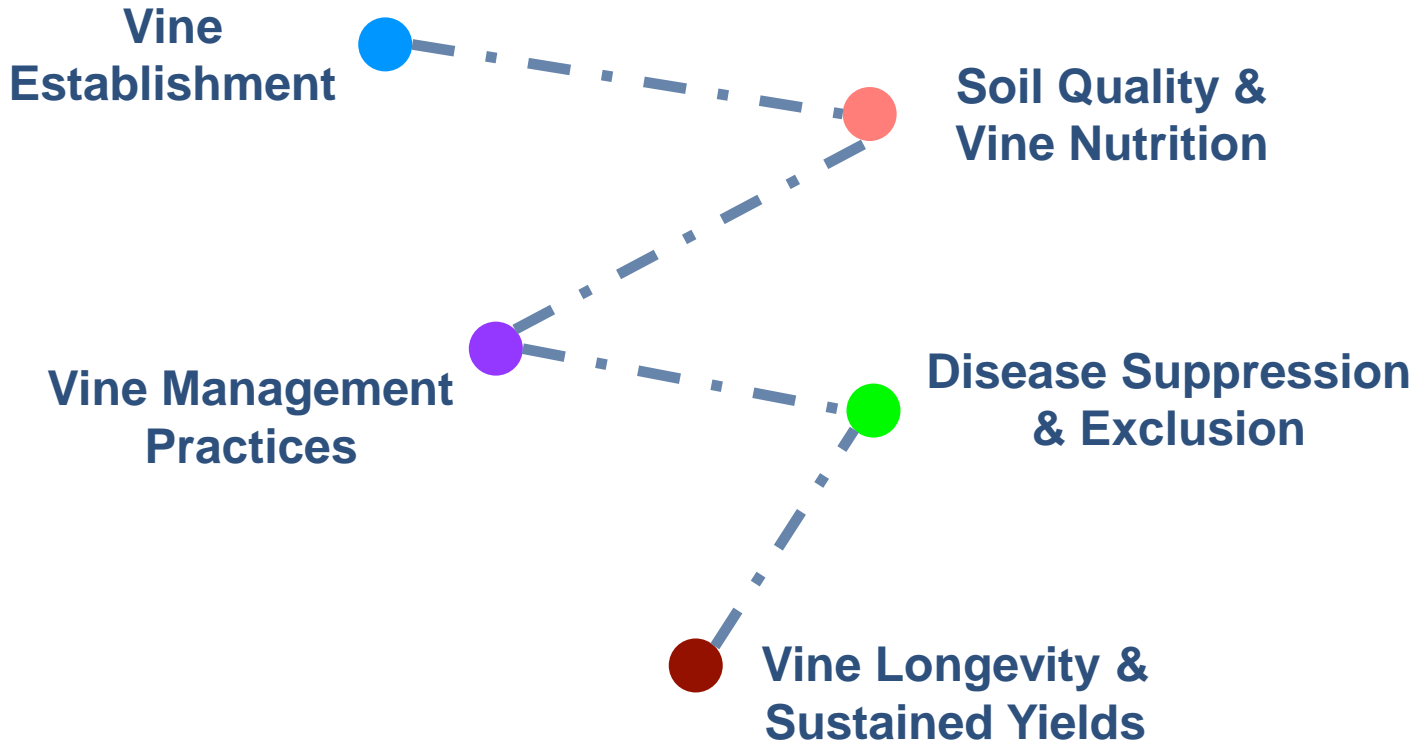 Vine
Establishment
Soil Quality &
Vine Nutrition
Vine Management
Practices
Disease Suppression
& Exclusion
Vine Longevity &
Sustained Yields